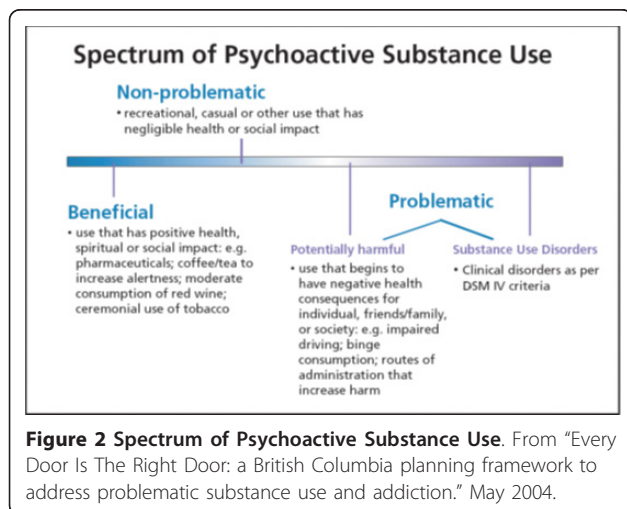 Spectrum of Psychoactive Substance Use
Non-problematic
• recreational, casual or other use that has
negligible health or social impact
Beneficial
• use that has positive health,
spiritual or social impact: e.g.
pharmaceuticals; coffee/tea to
increase alertness; moderate
consumption of red wine;
ceremonial use of tobacco
Problematic
Potentially harmful
• use that begins to
have negative health
consequences for
individual, friends/family,
or society: e.g. impaired
driving; binge
consumption; routes of
administration that
increase harm
Substance Use Disorders
• Clinical disorders as per
DSM IV criteria
Figure 2 Spectrum of Psychoactive Substance Use. From “Every
Door Is The Right Door: a British Columbia planning framework to
address problematic substance use and addiction.” May 2004.